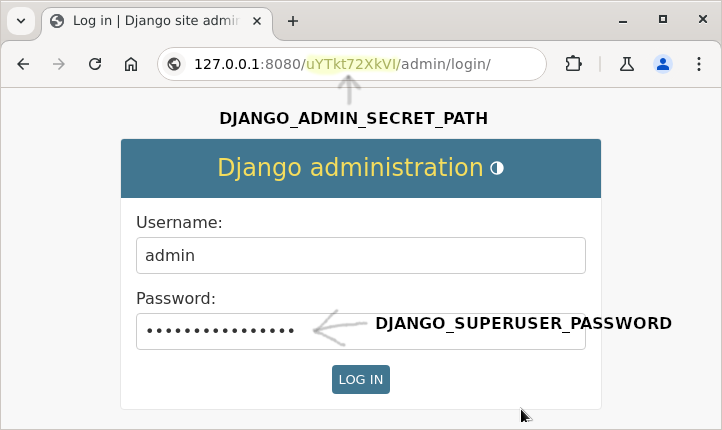 Log in | Django site admin
127.0.0.1:8080/uYTkt72XkVI/admin/login/
DJANGO_ADMIN_SECRET_PATH
Django administration
Username:
admin
Password:
••••••••••••••••
DJANGO_SUPERUSER_PASSWORD
LOG IN